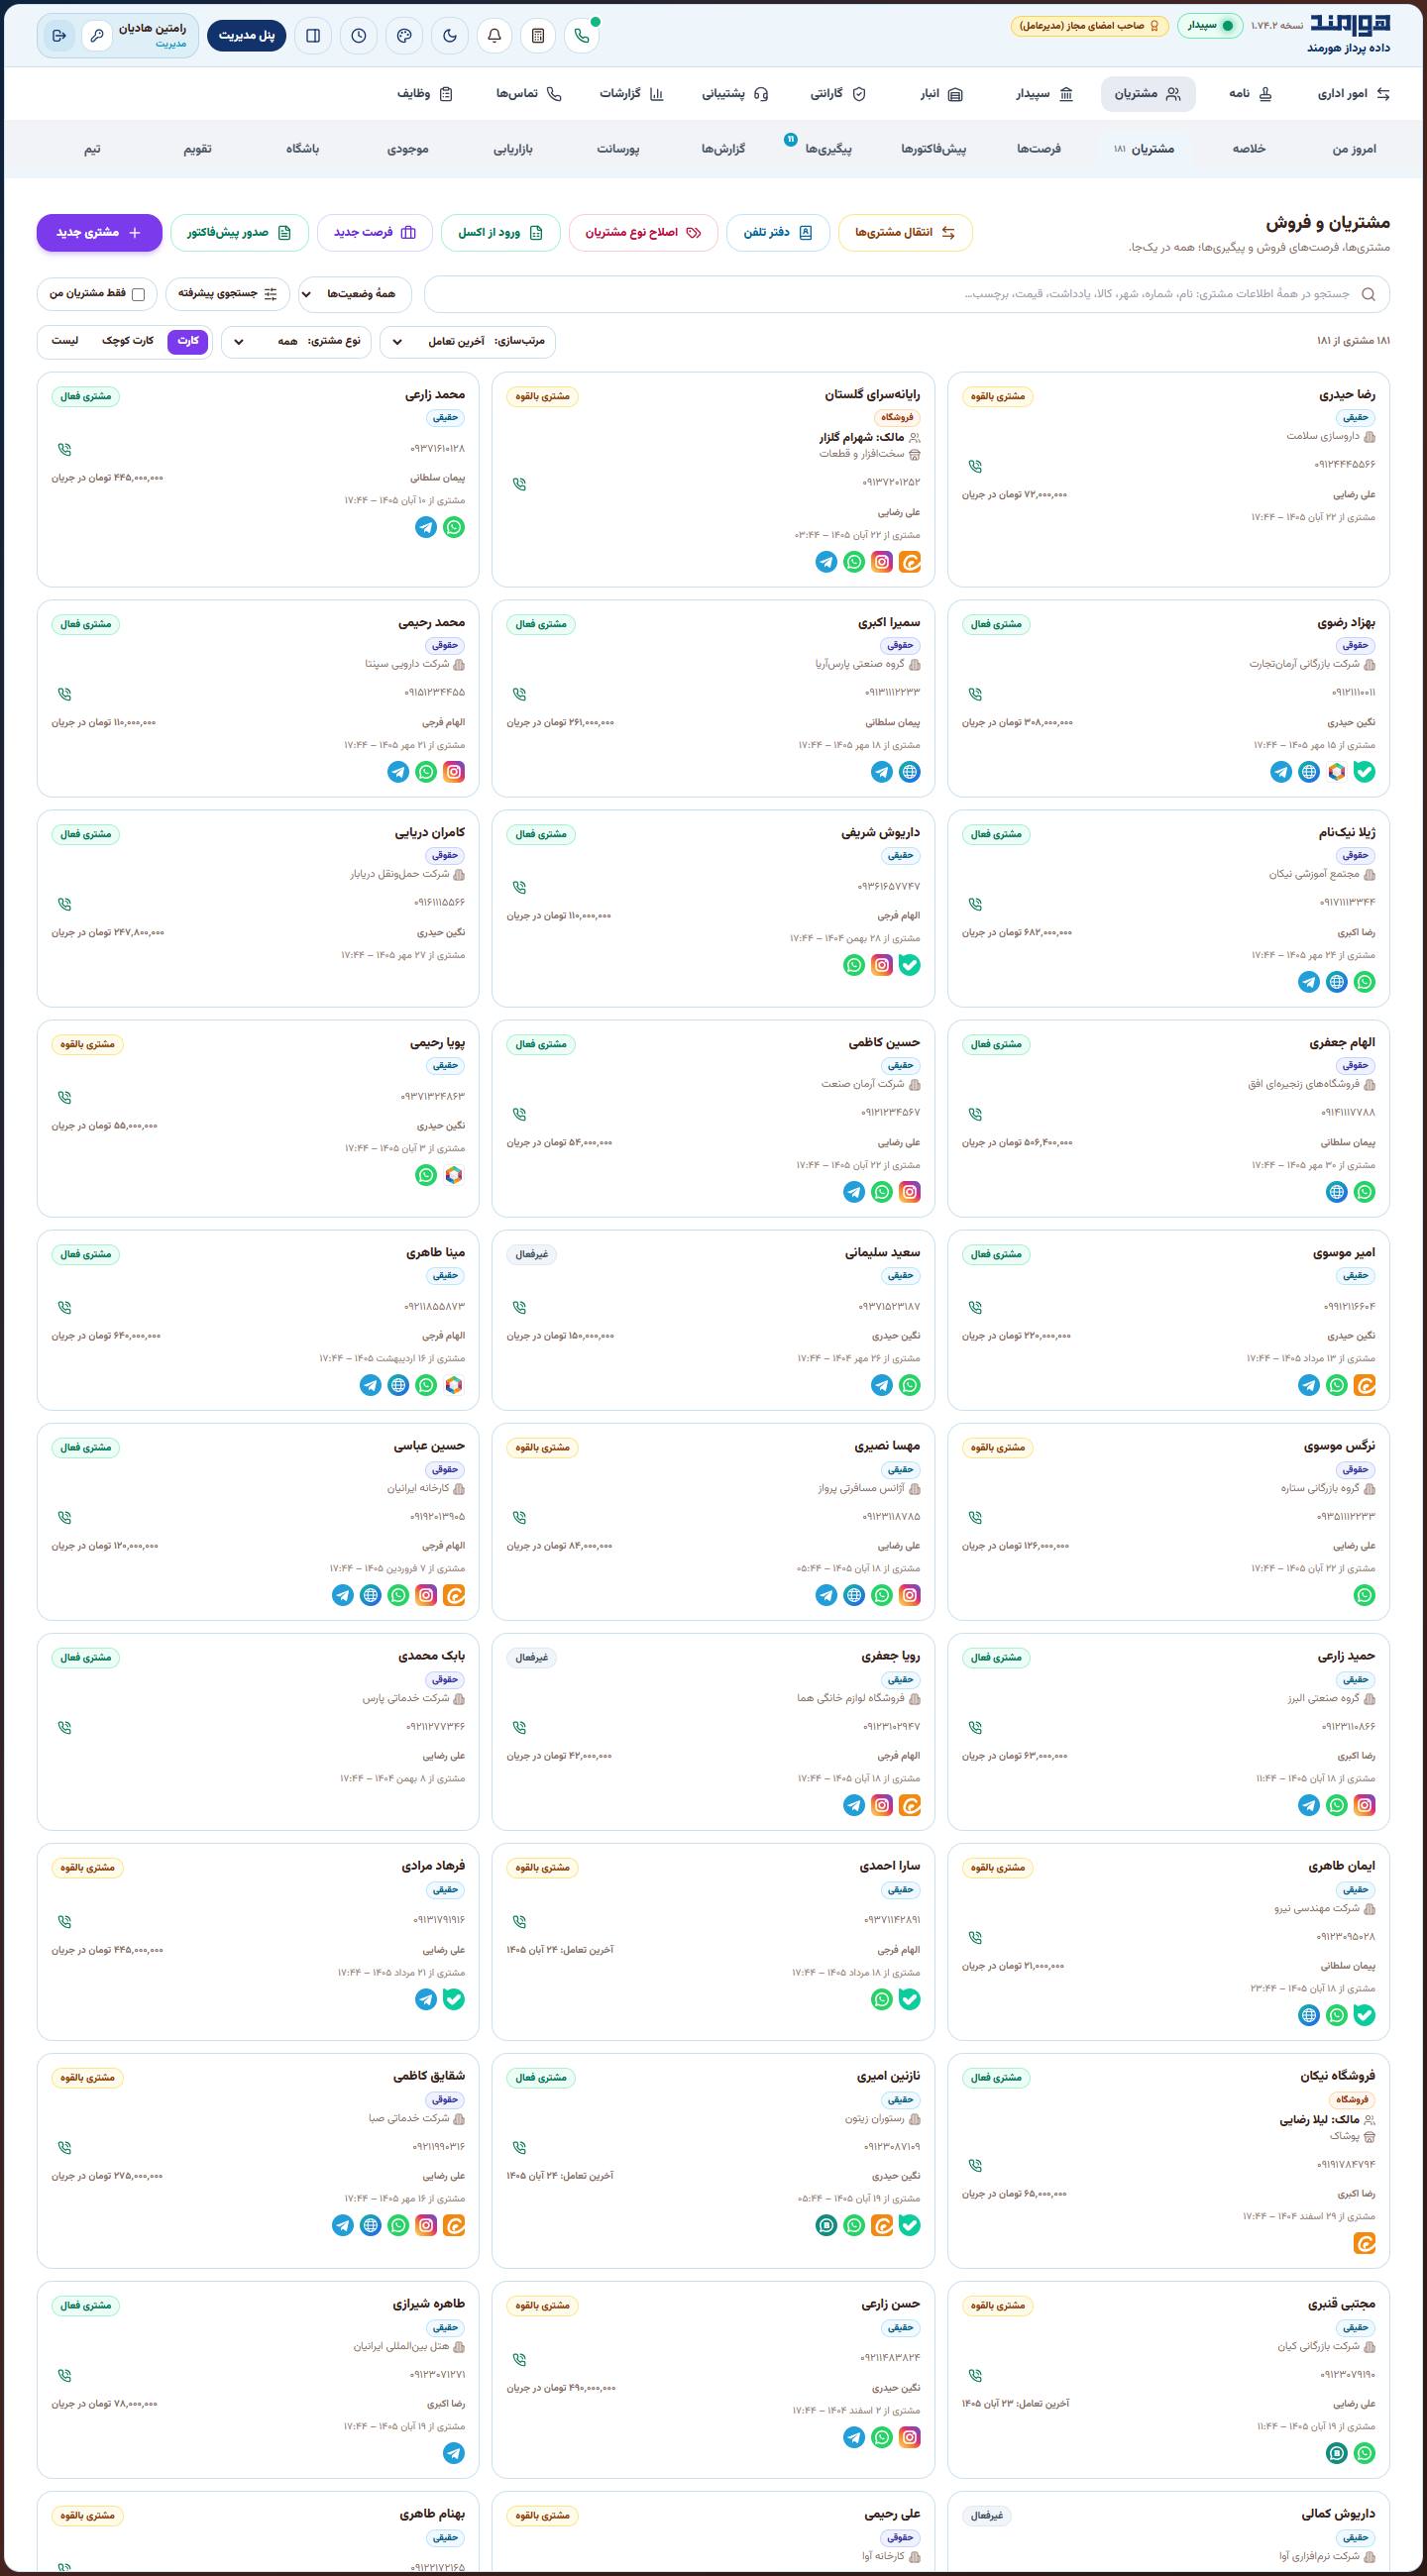 هورمند
نسخه ۱.۷۴.۲
سپیدار
صاحب امضای مجاز (مدیرعامل)
داده پرداز هورمند
پنل مدیریت
رامتین هادیان
مدیریت
امور اداری
نامه
مشتریان
سپیدار
انبار
گارانتی
پشتیبانی
گزارشات
تماس‌ها
وظایف
امروز من
خلاصه
مشتریان ۱۸۱
فرصت‌ها
پیش‌فاکتورها
پیگیری‌ها ۱۱
گزارش‌ها
پورسانت
بازاریابی
موجودی
باشگاه
تقویم
تیم
مشتریان و فروش
مشتری‌ها، فرصت‌های فروش و پیگیری‌ها؛ همه در یک‌جا.
انتقال مشتری‌ها
دفتر تلفن
اصلاح نوع مشتریان
ورود از اکسل
فرصت جدید
صدور پیش‌فاکتور
مشتری جدید
جستجو در همهٔ اطلاعات مشتری: نام، شماره، شهر، کالا، یادداشت، قیمت، برچسب...
همهٔ وضعیت‌ها
جستجوی پیشرفته
فقط مشتریان من
۱۸۱ مشتری از ۱۸۱
مرتب‌سازی: آخرین تعامل
نوع مشتری: همه
کارت
کارت کوچک
لیست
رضا حیدری
مشتری بالقوه
حقیقی
داروسازی سلامت
۰۹۱۲۴۴۴۵۵۶۶
علی رضایی
۷۲,۰۰۰,۰۰۰ تومان در جریان
مشتری از ۲۲ آبان ۱۴۰۵ – ۱۷:۴۴
رایانه‌سرای گلستان
مشتری بالقوه
فروشگاه
مالک: شهرام گلزار
سخت‌افزار و قطعات
۰۹۱۳۷۲۰۱۲۵۲
علی رضایی
مشتری از ۲۲ آبان ۱۴۰۵ – ۰۳:۴۴
محمد زارعی
مشتری فعال
حقیقی
۰۹۳۷۱۶۱۰۱۲۸
پیمان سلطانی
۴۴۵,۰۰۰,۰۰۰ تومان در جریان
مشتری از ۱۰ آبان ۱۴۰۵ – ۱۷:۴۴
بهزاد رضوی
مشتری فعال
حقوقی
شرکت بازرگانی آرمان‌تجارت
۰۹۱۲۱۱۱۰۰۱۱
نگین حیدری
۳۰۸,۰۰۰,۰۰۰ تومان در جریان
مشتری از ۱۵ مهر ۱۴۰۵ – ۱۷:۴۴
سمیرا اکبری
مشتری فعال
حقوقی
گروه صنعتی پارس‌آریا
۰۹۱۳۱۱۱۲۲۳۳
پیمان سلطانی
۲۶۱,۰۰۰,۰۰۰ تومان در جریان
مشتری از ۱۸ مهر ۱۴۰۵ – ۱۷:۴۴
محمد رحیمی
مشتری فعال
حقوقی
شرکت دارویی سپنتا
۰۹۱۵۱۲۳۴۴۵۵
الهام فرجی
۱۱۰,۰۰۰,۰۰۰ تومان در جریان
مشتری از ۲۱ مهر ۱۴۰۵ – ۱۷:۴۴
ژیلا نیک‌نام
مشتری فعال
حقوقی
مجتمع آموزشی نیکان
۰۹۱۷۱۱۱۳۳۴۴
رضا اکبری
۶۸۲,۰۰۰,۰۰۰ تومان در جریان
مشتری از ۲۴ مهر ۱۴۰۵ – ۱۷:۴۴
داریوش شریفی
مشتری فعال
حقیقی
۰۹۳۶۱۶۵۷۷۴۷
الهام فرجی
۱۱۰,۰۰۰,۰۰۰ تومان در جریان
مشتری از ۲۸ بهمن ۱۴۰۴ – ۱۷:۴۴
کامران دریایی
مشتری فعال
حقوقی
شرکت حمل‌ونقل دریابار
۰۹۱۶۱۱۱۵۵۶۶
نگین حیدری
۲۴۷,۸۰۰,۰۰۰ تومان در جریان
مشتری از ۲۷ مهر ۱۴۰۵ – ۱۷:۴۴
الهام جعفری
مشتری فعال
حقوقی
فروشگاه‌های زنجیره‌ای افق
۰۹۱۴۱۱۱۷۷۸۸
پیمان سلطانی
۵۰۶,۴۰۰,۰۰۰ تومان در جریان
مشتری از ۳۰ مهر ۱۴۰۵ – ۱۷:۴۴
حسین کاظمی
مشتری فعال
حقیقی
شرکت آرمان صنعت
۰۹۱۲۱۲۳۴۵۶۷
علی رضایی
۵۴,۰۰۰,۰۰۰ تومان در جریان
مشتری از ۲۲ آبان ۱۴۰۵ – ۱۷:۴۴
پویا رحیمی
مشتری بالقوه
حقیقی
۰۹۳۷۱۳۲۴۸۶۳
نگین حیدری
۵۵,۰۰۰,۰۰۰ تومان در جریان
مشتری از ۳ آبان ۱۴۰۵ – ۱۷:۴۴
امیر موسوی
مشتری فعال
حقیقی
۰۹۹۱۲۱۱۶۶۰۴
نگین حیدری
۲۲۰,۰۰۰,۰۰۰ تومان در جریان
مشتری از ۱۳ مرداد ۱۴۰۵ – ۱۷:۴۴
سعید سلیمانی
غیرفعال
حقیقی
۰۹۳۷۱۵۲۳۱۸۷
نگین حیدری
۱۵۰,۰۰۰,۰۰۰ تومان در جریان
مشتری از ۲۶ مهر ۱۴۰۴ – ۱۷:۴۴
مینا طاهری
مشتری فعال
حقیقی
۰۹۲۱۱۸۵۵۸۷۳
الهام فرجی
۶۴۰,۰۰۰,۰۰۰ تومان در جریان
مشتری از ۱۶ اردیبهشت ۱۴۰۵ – ۱۷:۴۴
نرگس موسوی
مشتری بالقوه
حقوقی
گروه بازرگانی ستاره
۰۹۳۵۱۱۱۲۲۳۳
علی رضایی
۱۲۶,۰۰۰,۰۰۰ تومان در جریان
مشتری از ۲۲ آبان ۱۴۰۵ – ۱۷:۴۴
مهسا نصیری
مشتری بالقوه
حقیقی
آژانس مسافرتی پرواز
۰۹۱۲۳۱۱۸۷۸۵
علی رضایی
۸۴,۰۰۰,۰۰۰ تومان در جریان
مشتری از ۱۸ آبان ۱۴۰۵ – ۰۵:۴۴
حسین عباسی
مشتری فعال
حقوقی
کارخانه ایرانیان
۰۹۱۹۲۰۱۳۹۰۵
الهام فرجی
۱۲۰,۰۰۰,۰۰۰ تومان در جریان
مشتری از ۷ فروردین ۱۴۰۵ – ۱۷:۴۴
حمید زارعی
مشتری فعال
حقیقی
گروه صنعتی البرز
۰۹۱۲۳۱۱۰۸۶۶
رضا اکبری
۶۳,۰۰۰,۰۰۰ تومان در جریان
مشتری از ۱۸ آبان ۱۴۰۵ – ۱۱:۴۴
رویا جعفری
غیرفعال
حقیقی
فروشگاه لوازم خانگی هما
۰۹۱۲۳۱۰۲۹۴۷
الهام فرجی
۴۲,۰۰۰,۰۰۰ تومان در جریان
مشتری از ۱۸ آبان ۱۴۰۵ – ۱۷:۴۴
بابک محمدی
مشتری فعال
حقوقی
شرکت خدماتی پارس
۰۹۲۱۱۲۷۷۳۴۶
علی رضایی
مشتری از ۸ بهمن ۱۴۰۴ – ۱۷:۴۴
ایمان طاهری
مشتری بالقوه
حقیقی
شرکت مهندسی نیرو
۰۹۱۲۳۰۹۵۰۲۸
پیمان سلطانی
۲۱,۰۰۰,۰۰۰ تومان در جریان
مشتری از ۱۸ آبان ۱۴۰۵ – ۲۳:۴۴
سارا احمدی
مشتری بالقوه
حقیقی
۰۹۳۷۱۱۴۲۸۹۱
الهام فرجی
آخرین تعامل: ۲۴ آبان ۱۴۰۵
مشتری از ۱۸ مرداد ۱۴۰۵ – ۱۷:۴۴
فرهاد مرادی
مشتری بالقوه
حقیقی
۰۹۱۳۱۷۹۱۹۱۶
علی رضایی
۴۴۵,۰۰۰,۰۰۰ تومان در جریان
مشتری از ۲۱ مرداد ۱۴۰۵ – ۱۷:۴۴
فروشگاه نیکان
مشتری فعال
فروشگاه
مالک: لیلا رضایی
پوشاک
۰۹۱۹۱۷۸۴۷۹۴
رضا اکبری
۶۵,۰۰۰,۰۰۰ تومان در جریان
مشتری از ۲۹ اسفند ۱۴۰۴ – ۱۷:۴۴
نازنین امیری
مشتری فعال
حقیقی
رستوران زیتون
۰۹۱۲۳۰۸۷۱۰۹
نگین حیدری
آخرین تعامل: ۲۴ آبان ۱۴۰۵
مشتری از ۱۹ آبان ۱۴۰۵ – ۰۵:۴۴
شقایق کاظمی
مشتری بالقوه
حقوقی
شرکت خدماتی صبا
۰۹۲۱۱۹۹۰۳۱۶
علی رضایی
۲۷۵,۰۰۰,۰۰۰ تومان در جریان
مشتری از ۱۶ مهر ۱۴۰۵ – ۱۷:۴۴
مجتبی قنبری
مشتری بالقوه
حقیقی
شرکت بازرگانی کیان
۰۹۱۲۳۰۷۹۱۹۰
علی رضایی
آخرین تعامل: ۲۳ آبان ۱۴۰۵
مشتری از ۱۹ آبان ۱۴۰۵ – ۱۱:۴۴
حسن زارعی
مشتری بالقوه
حقیقی
۰۹۲۱۱۴۸۳۸۲۴
نگین حیدری
۴۹۰,۰۰۰,۰۰۰ تومان در جریان
مشتری از ۲ اسفند ۱۴۰۴ – ۱۷:۴۴
طاهره شیرازی
مشتری فعال
حقیقی
هتل بین‌المللی ایرانیان
۰۹۱۲۳۰۷۱۲۷۱
رضا اکبری
۷۸,۰۰۰,۰۰۰ تومان در جریان
مشتری از ۱۹ آبان ۱۴۰۵ – ۱۷:۴۴
داریوش کمالی
غیرفعال
حقیقی
شرکت نرم‌افزاری آوا
علی رحیمی
مشتری بالقوه
حقوقی
کارخانه آوا
بهنام طاهری
مشتری بالقوه
حقیقی
۰۹۱۲۲۱۷۲۱۶۵